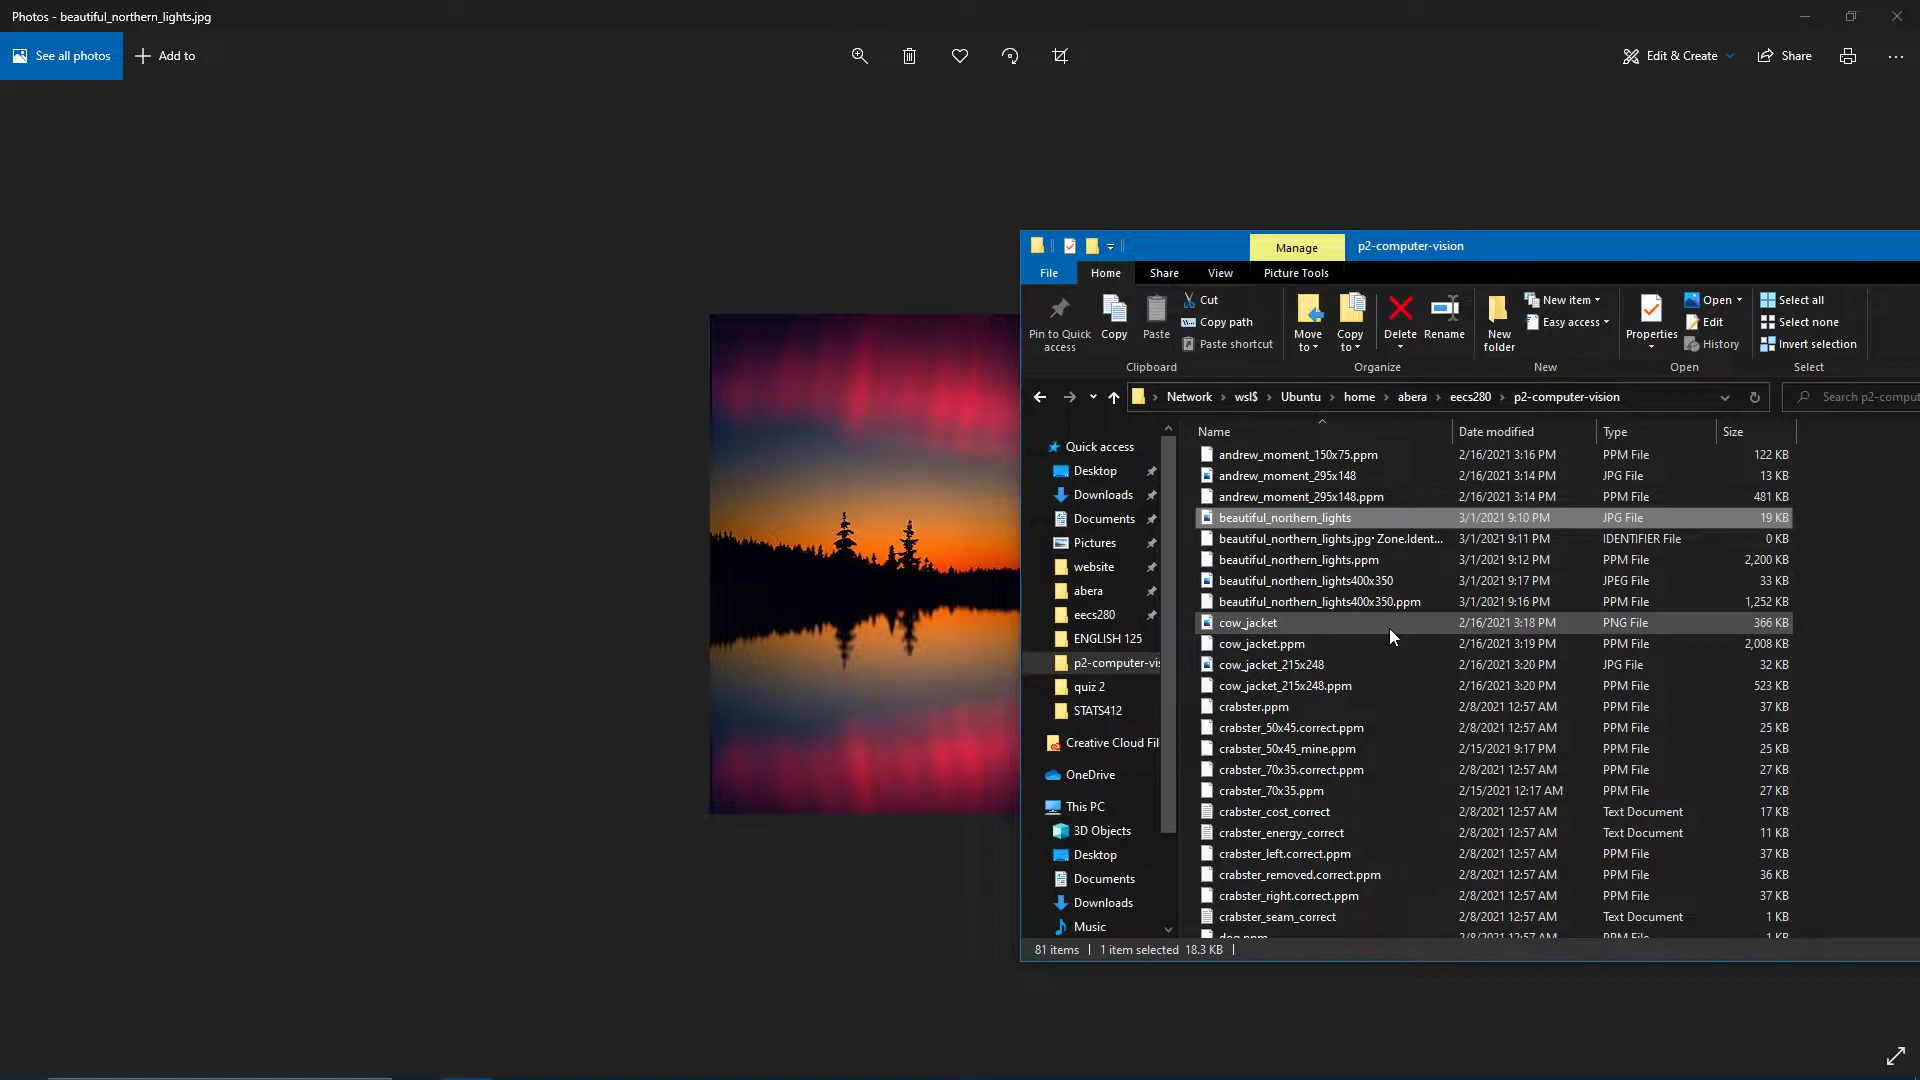 Photos - beautiful_northern_lights.jpg
See all photos
Add to
Edit & Create
Share
Manage
p2-computer-vision
File
Home
Share
View
Picture Tools
Pin to Quick access
Copy
Paste
Cut
Copy path
Paste shortcut
Move to
Copy to
Delete
Rename
New folder
New item
Easy access
Properties
Open
Edit
History
Select all
Select none
Invert selection
Clipboard
Organize
New
Open
Select
Network > wsl$ > Ubuntu > home > abera > eecs280 > p2-computer-vision
Search p2-comput
Quick access
Desktop
Downloads
Documents
Pictures
website
abera
eecs280
ENGLISH 125
p2-computer-vis
quiz 2
STATS412
Creative Cloud Fil
OneDrive
This PC
3D Objects
Desktop
Documents
Downloads
Music
Name Date modified Type Size
andrew_moment_150x75.ppm 2/16/2021 3:16 PM PPM File 122 KB
andrew_moment_295x148 2/16/2021 3:14 PM JPG File 13 KB
andrew_moment_295x148.ppm 2/16/2021 3:14 PM PPM File 481 KB
beautiful_northern_lights 3/1/2021 9:10 PM JPG File 19 KB
beautiful_northern_lights.jpg· Zone.Ident... 3/1/2021 9:11 PM IDENTIFIER File 0 KB
beautiful_northern_lights.ppm 3/1/2021 9:12 PM PPM File 2,200 KB
beautiful_northern_lights400x350 3/1/2021 9:17 PM JPEG File 33 KB
beautiful_northern_lights400x350.ppm 3/1/2021 9:16 PM PPM File 1,252 KB
cow_jacket 2/16/2021 3:18 PM PNG File 366 KB
cow_jacket.ppm 2/16/2021 3:19 PM PPM File 2,008 KB
cow_jacket_215x248 2/16/2021 3:20 PM JPG File 32 KB
cow_jacket_215x248.ppm 2/16/2021 3:20 PM PPM File 523 KB
crabster.ppm 2/8/2021 12:57 AM PPM File 37 KB
crabster_50x45.correct.ppm 2/8/2021 12:57 AM PPM File 25 KB
crabster_50x45_mine.ppm 2/15/2021 9:17 PM PPM File 25 KB
crabster_70x35.correct.ppm 2/8/2021 12:57 AM PPM File 27 KB
crabster_70x35.ppm 2/15/2021 12:17 AM PPM File 27 KB
crabster_cost_correct 2/8/2021 12:57 AM Text Document 17 KB
crabster_energy_correct 2/8/2021 12:57 AM Text Document 11 KB
crabster_left.correct.ppm 2/8/2021 12:57 AM PPM File 37 KB
crabster_removed.correct.ppm 2/8/2021 12:57 AM PPM File 36 KB
crabster_right.correct.ppm 2/8/2021 12:57 AM PPM File 37 KB
crabster_seam_correct 2/8/2021 12:57 AM Text Document 1 KB
dog.ppm 2/8/2021 12:57 AM PPM File 1 KB
81 items
1 item selected 18.3 KB